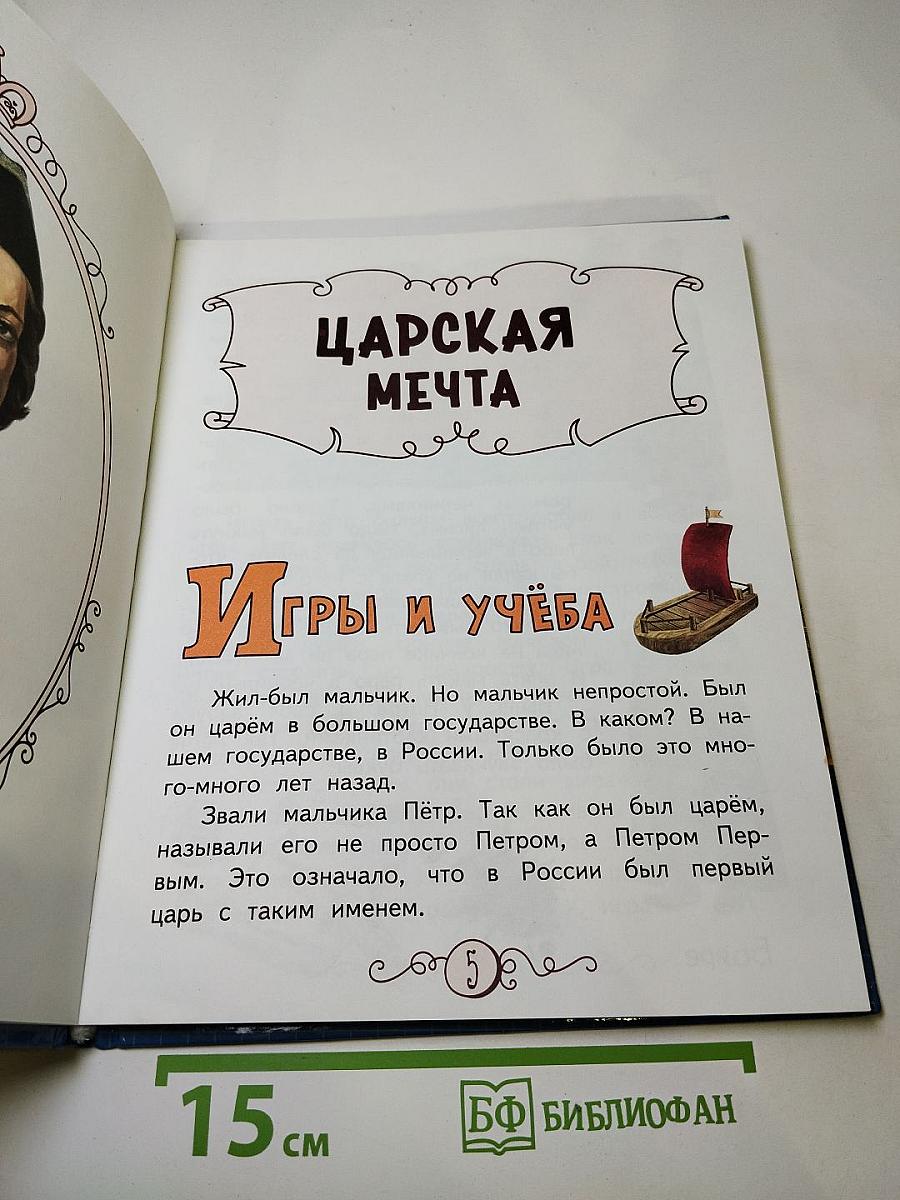 ЦАРСКАЯ
МЕЧТА
ИГРЫ И УЧЁБА
Жил-был мальчик. Но мальчик непростой. Был
он царём в большом государстве. В каком? В на-
шем государстве, в России. Только было это мно-
го-много лет назад.
Звали мальчика Пётр. Так как он был царём,
называли его не просто Петром, а Петром Пер-
вым. Это означало, что в России был первый
царь с таким именем.
5
15 см
БФ БИБЛИОФАН